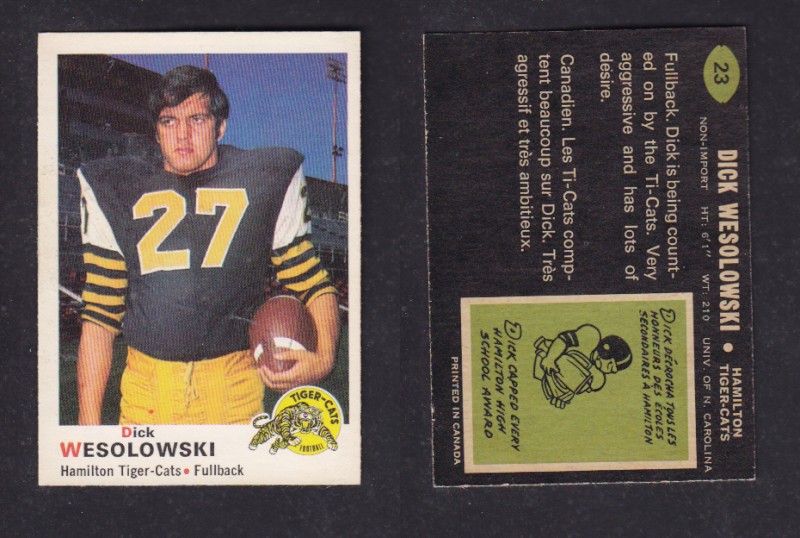 27
Dick
WESOLOWSKI
Hamilton Tiger-Cats • Fullback
TIGER-CATS
FOOTBALL
23
DICK WESOLOWSKI • HAMILTON
TIGER-CATS
NON-IMPORT HT: 6'1" WT: 210 UNIV. OF N. CAROLINA
Fullback. Dick is being count-
ed on by the Ti-Cats. Very
aggressive and has lots of
désire.
Canadien. Les Ti-Cats comp-
tent beaucoup sur Dick. Très
agressif et très ambitieux.
DICK DÉCROCHA TOUS LES
HONNEURS DES ÉCOLES
SECONDAIRES À HAMILTON
DICK CAPPED EVERY
HAMILTON HIGH
SCHOOL AWARD
PRINTED IN CANADA